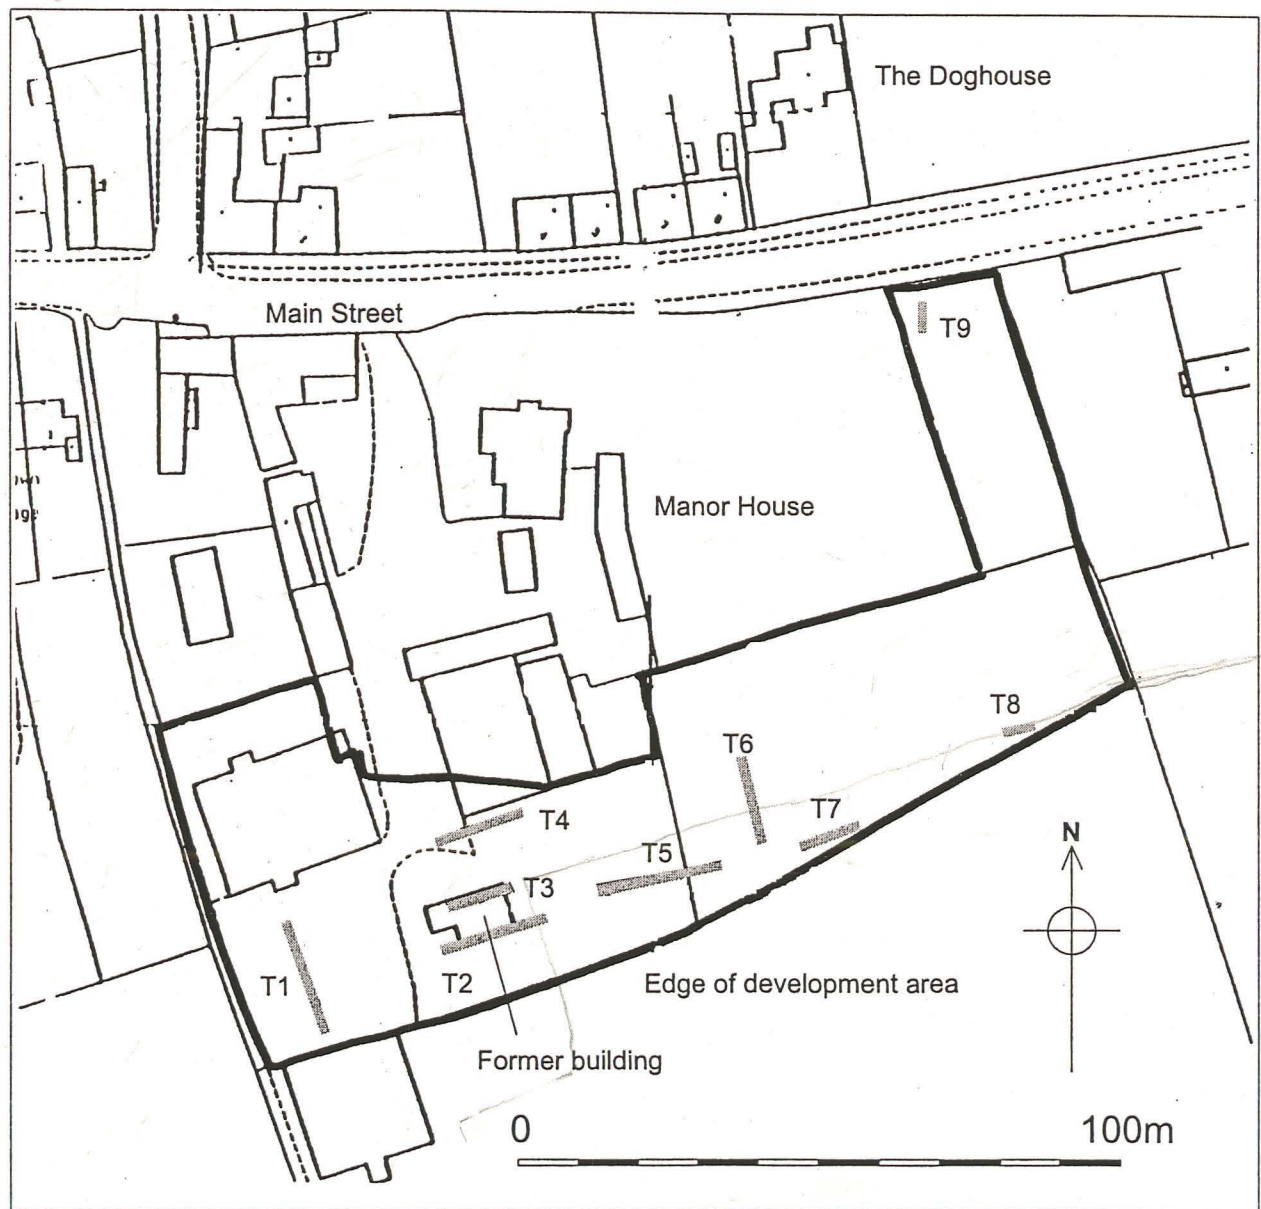 The Doghouse
Main Street
T9
Manor House
T8
T6
T7
T4
T5
T3
N
T1
T2
Edge of development area
Former building
0 100m